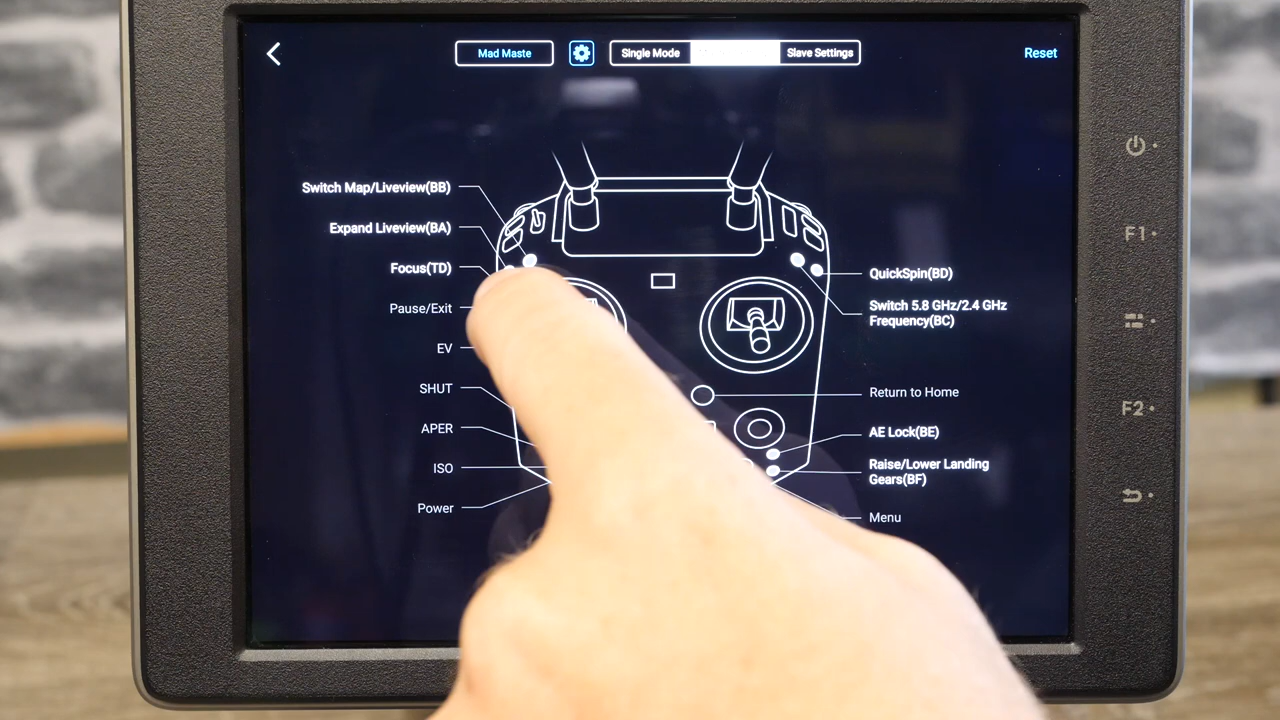 Mad Maste
Single Mode
Slave Settings
Reset
Switch Map/Liveview(BB)
Expand Liveview(BA)
Focus(TD)
Pause/Exit
EV
SHUT
APER
ISO
Power
QuickSpin(BD)
Switch 5.8 GHz/2.4 GHz
Frequency(BC)
Return to Home
AE Lock(BE)
Raise/Lower Landing
Gears(BF)
Menu
F1
F2